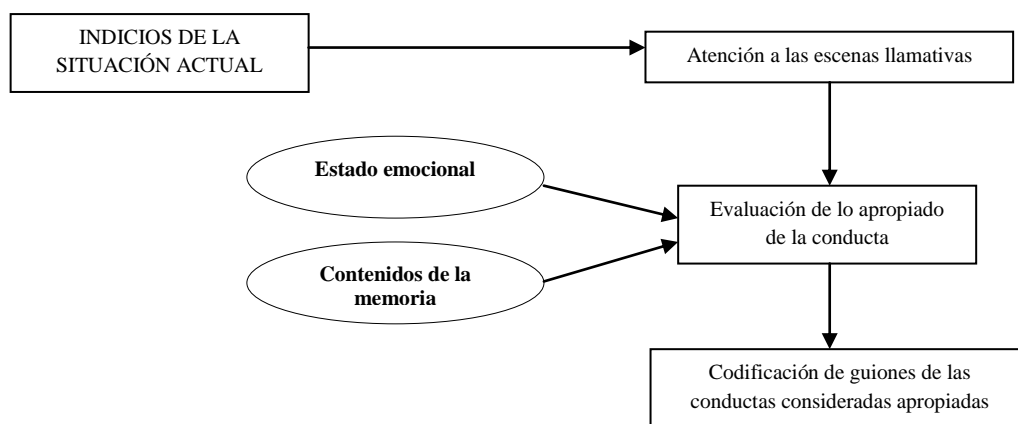 INDICIOS DE LA
SITUACIÓN ACTUAL
Atención a las escenas llamativas
Estado emocional
Evaluación de lo apropiado
de la conducta
Contenidos de la
memoria
Codificación de guiones de las
conductas consideradas apropiadas